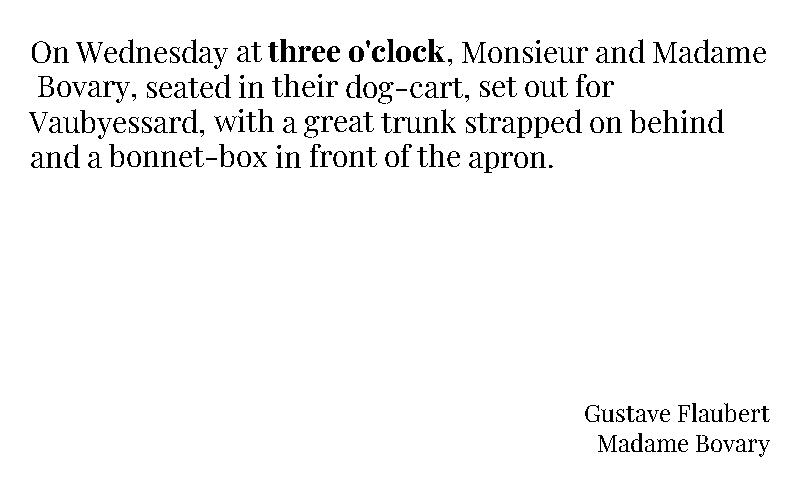 On Wednesday at three o'clock, Monsieur and Madame
Bovary, seated in their dog-cart, set out for
Vaubyessard, with a great trunk strapped on behind
and a bonnet-box in front of the apron.
Gustave Flaubert
Madame Bovary